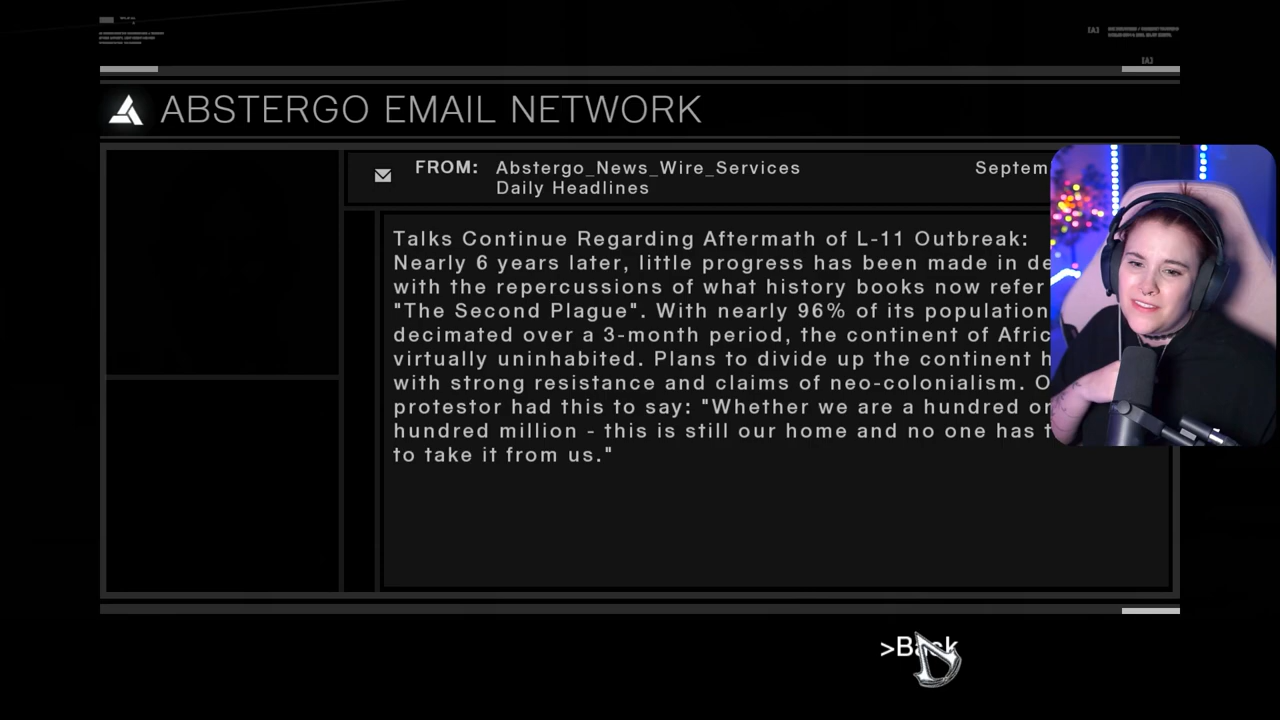 [A]
[A]
ABSTERGO EMAIL NETWORK
FROM: Abstergo_News_Wire_Services Septem
Daily Headlines
Talks Continue Regarding Aftermath of L-11 Outbreak:
Nearly 6 years later, little progress has been made in de
with the repercussions of what history books now refer
"The Second Plague". With nearly 96% of its population
decimated over a 3-month period, the continent of Afric
virtually uninhabited. Plans to divide up the continent h
with strong resistance and claims of neo-colonialism. O
protestor had this to say: "Whether we are a hundred or
hundred million - this is still our home and no one has t
to take it from us."
>Back